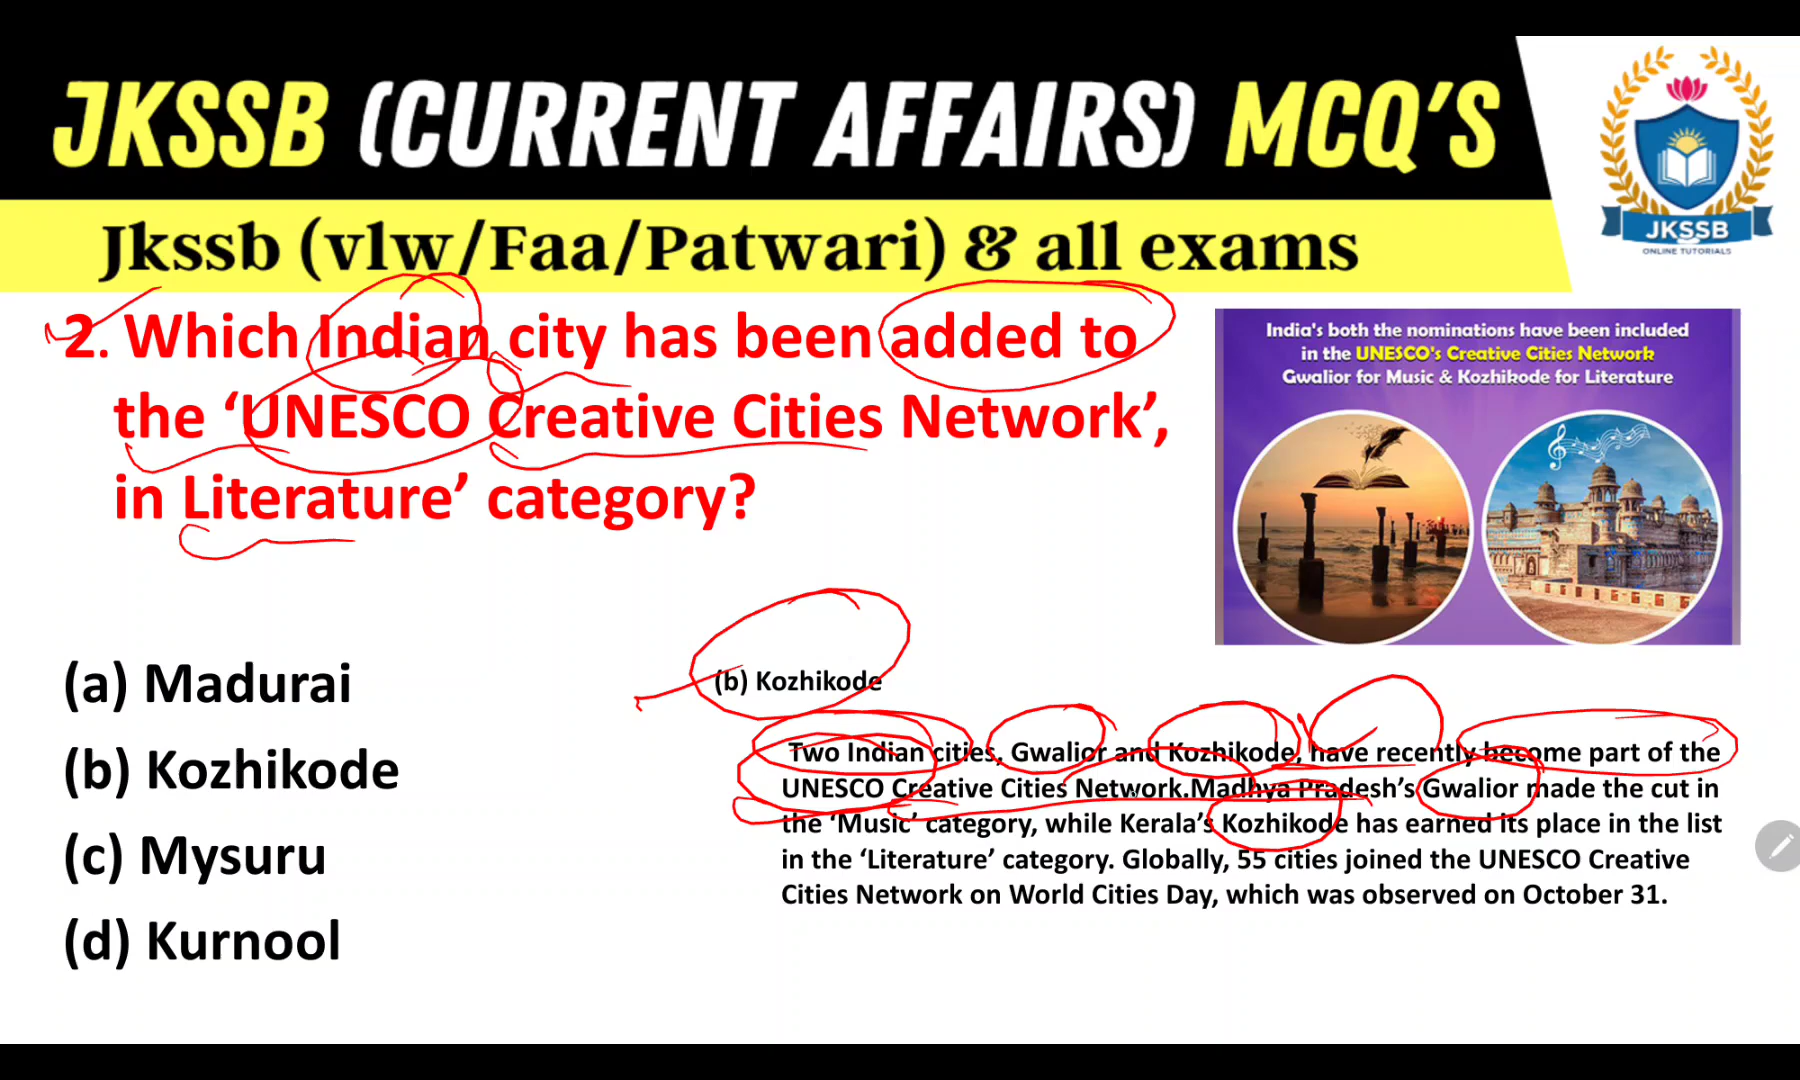 JKSSB (CURRENT AFFAIRS) MCQ'S
JKSSB
ONLINE TUTORIALS
Jkssb (vlw/Faa/Patwari) & all exams
2. Which Indian city has been added to
the ‘UNESCO Creative Cities Network’,
in Literature’ category?
India's both the nominations have been included
in the UNESCO's Creative Cities Network
Gwalior for Music & Kozhikode for Literature
(a) Madurai
(b) Kozhikode
(c) Mysuru
(d) Kurnool
(b) Kozhikode
Two Indian cities, Gwalior and Kozhikode, have recently become part of the
UNESCO Creative Cities Network.Madhya Pradesh’s Gwalior made the cut in
the ‘Music’ category, while Kerala’s Kozhikode has earned its place in the list
in the ‘Literature’ category. Globally, 55 cities joined the UNESCO Creative
Cities Network on World Cities Day, which was observed on October 31.